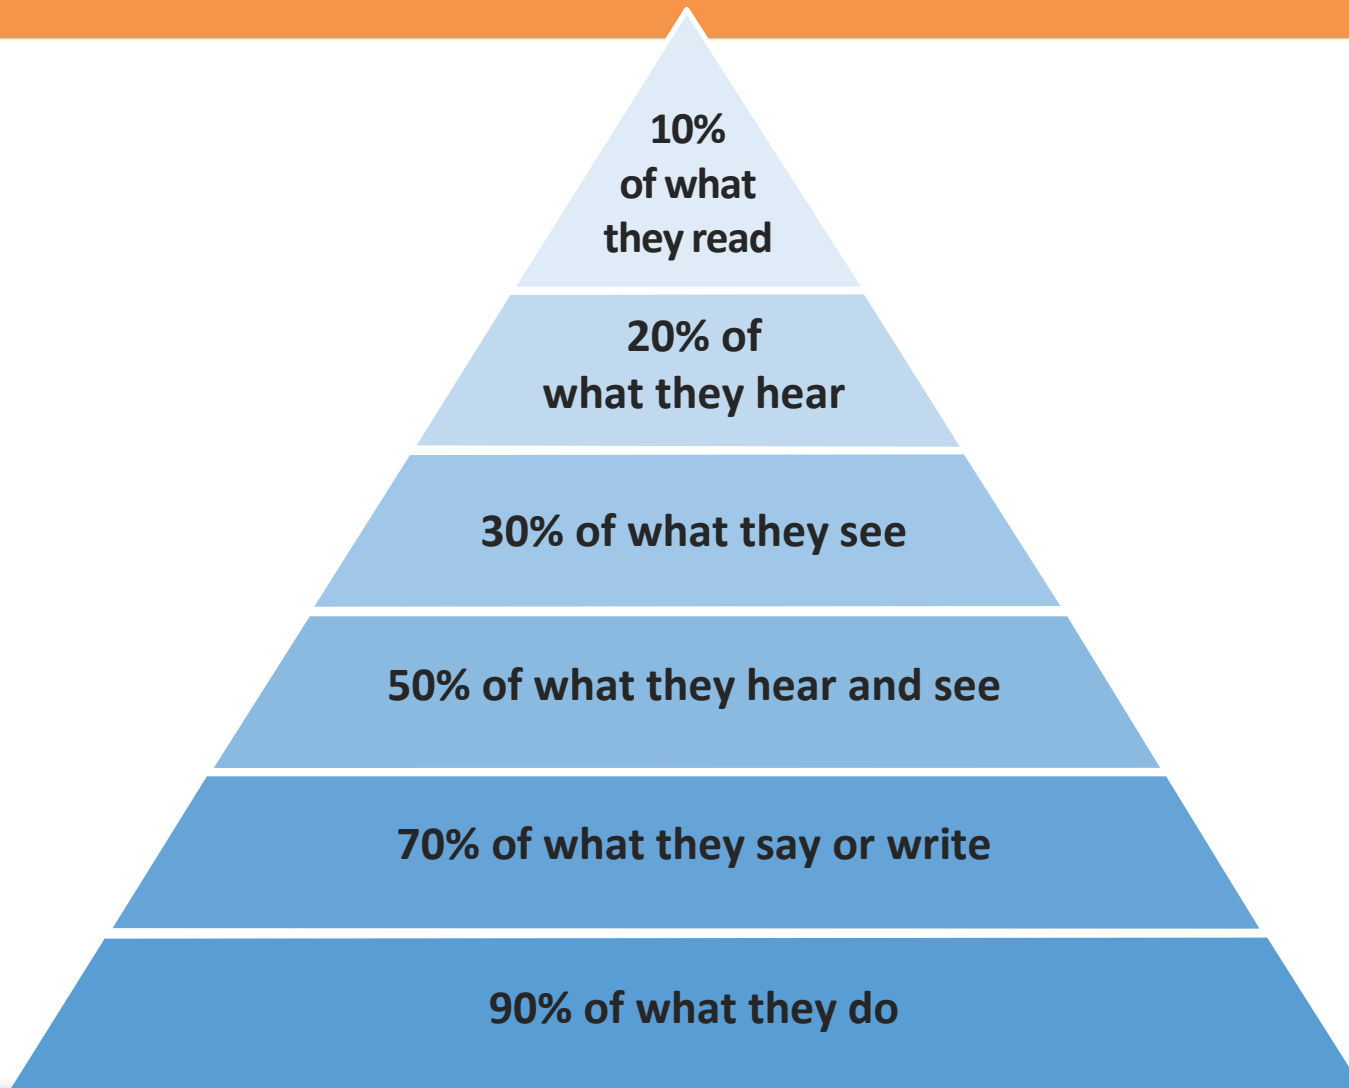 10%
of what
they read
20% of
what they hear
30% of what they see
50% of what they hear and see
70% of what they say or write
90% of what they do